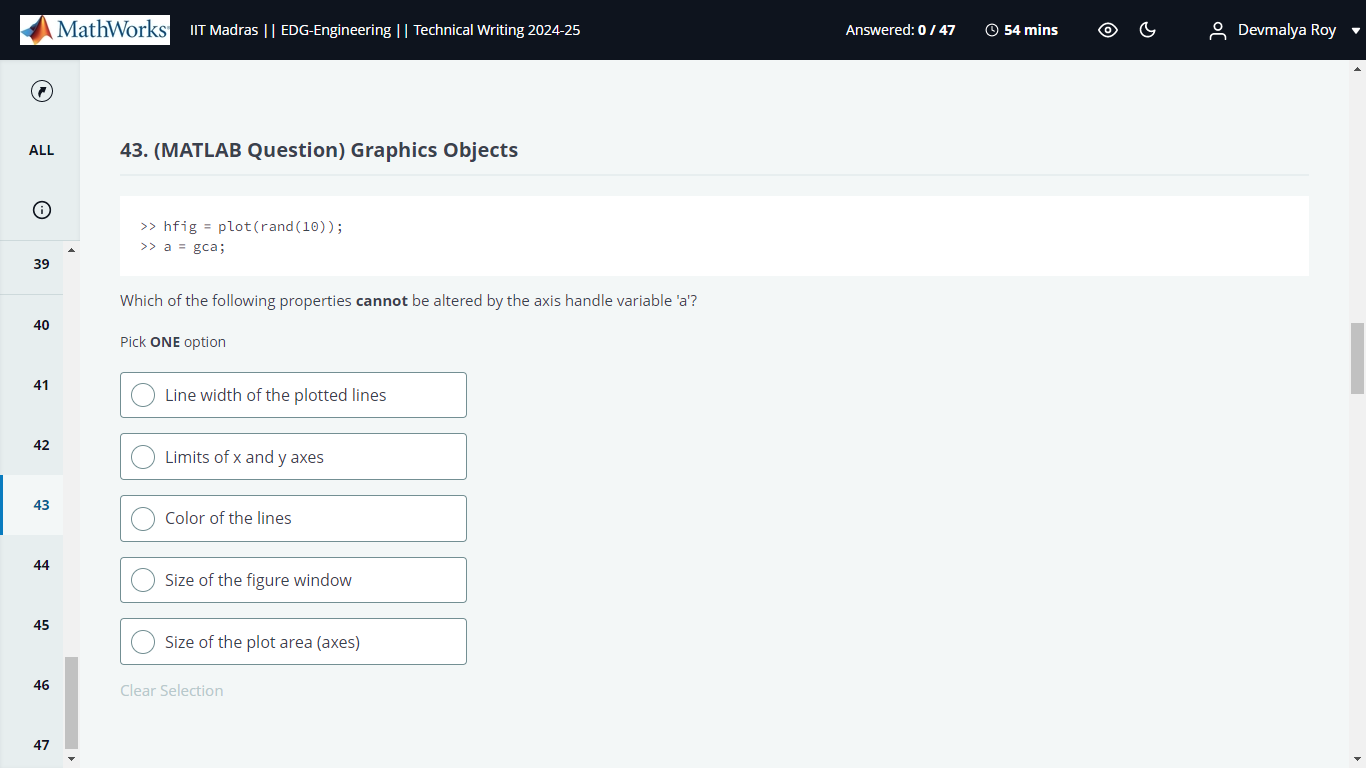 MathWorks
IIT Madras || EDG-Engineering || Technical Writing 2024-25
Answered: 0 / 47
54 mins
Devmalya Roy
ALL
39
40
41
42
43
44
45
46
47
43. (MATLAB Question) Graphics Objects
>> hfig = plot(rand(10));
>> a = gca;
Which of the following properties cannot be altered by the axis handle variable 'a'?
Pick ONE option
Line width of the plotted lines
Limits of x and y axes
Color of the lines
Size of the figure window
Size of the plot area (axes)
Clear Selection